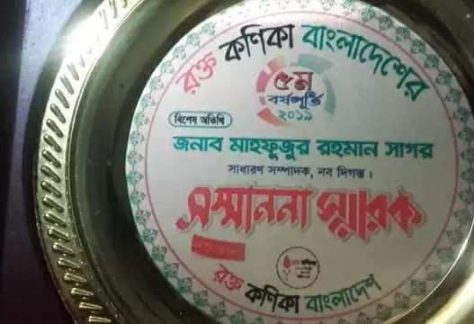 রক্ত কণিকা বাংলাদেশের
৫ম
বর্ষপূর্তি
২০১৯
বিশেষ অতিথি
জনাব মাহফুজুর রহমান সাগর
সাধারণ সম্পাদক, নব দিগন্ত।
সম্মাননা স্মারক
রক্ত কণিকা বাংলাদেশ